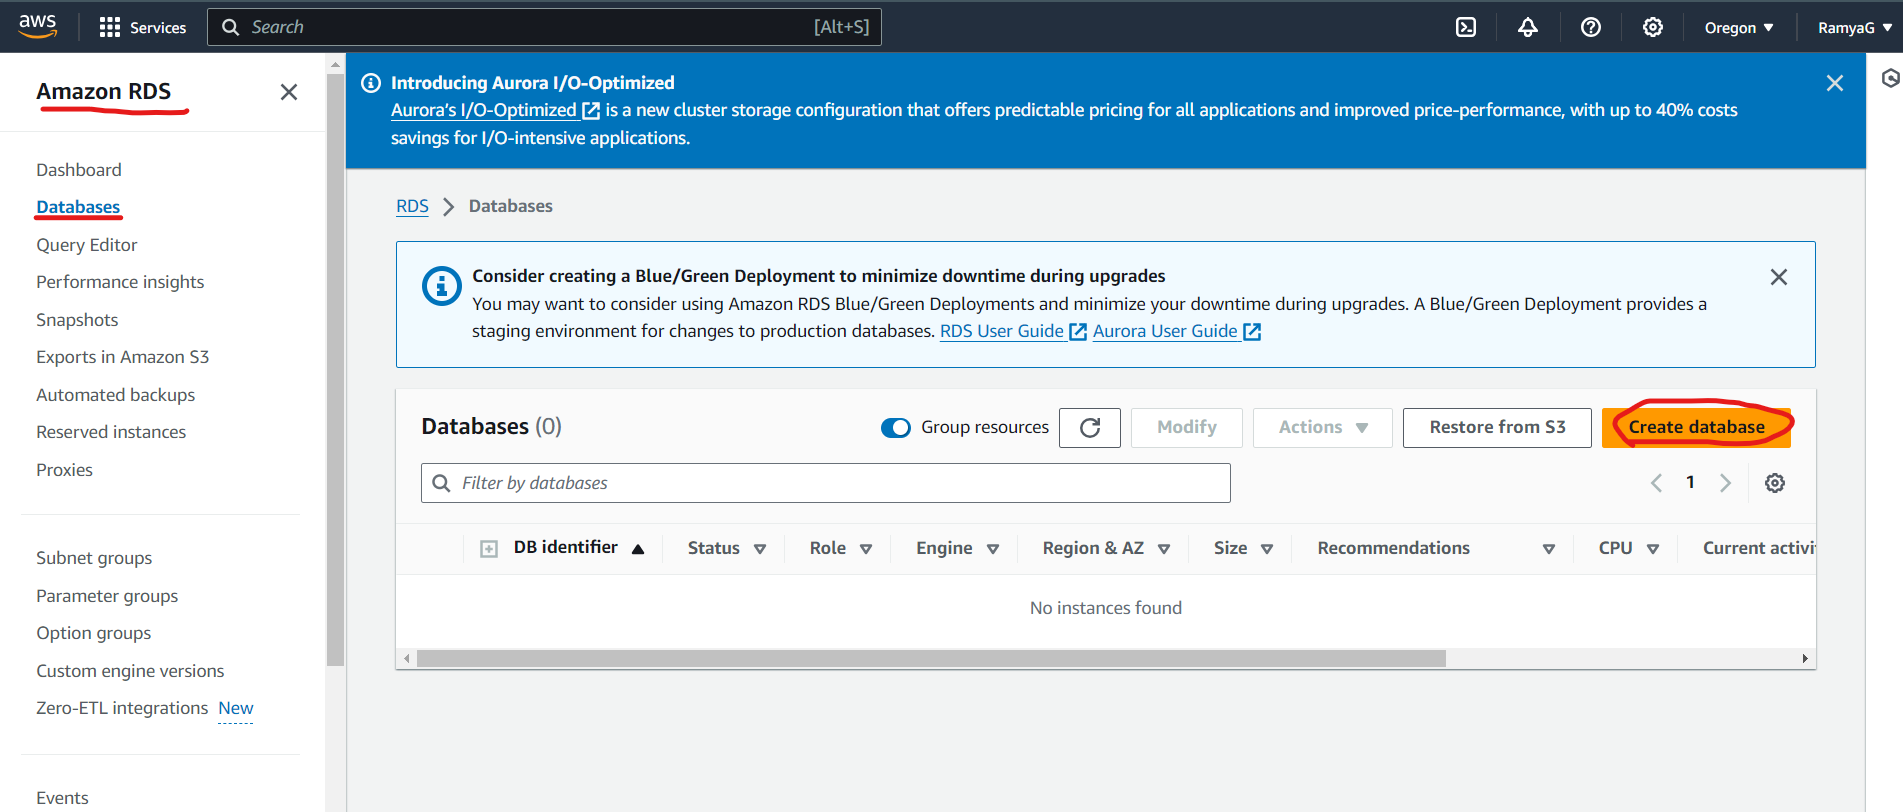 aws
Services
Search
[Alt+S]
Oregon
RamyaG
Amazon RDS
Dashboard
Databases
Query Editor
Performance insights
Snapshots
Exports in Amazon S3
Automated backups
Reserved instances
Proxies
Subnet groups
Parameter groups
Option groups
Custom engine versions
Zero-ETL integrations New
Events
Introducing Aurora I/O-Optimized
Aurora's I/O-Optimized is a new cluster storage configuration that offers predictable pricing for all applications and improved price-performance, with up to 40% costs
savings for I/O-intensive applications.
RDS Databases
Consider creating a Blue/Green Deployment to minimize downtime during upgrades
You may want to consider using Amazon RDS Blue/Green Deployments and minimize your downtime during upgrades. A Blue/Green Deployment provides a
staging environment for changes to production databases. RDS User Guide Aurora User Guide
Databases (0)
Group resources
Modify
Actions
Restore from S3
Create database
Filter by databases
1
DB identifier Status Role Engine Region & AZ Size Recommendations CPU Current activi
No instances found